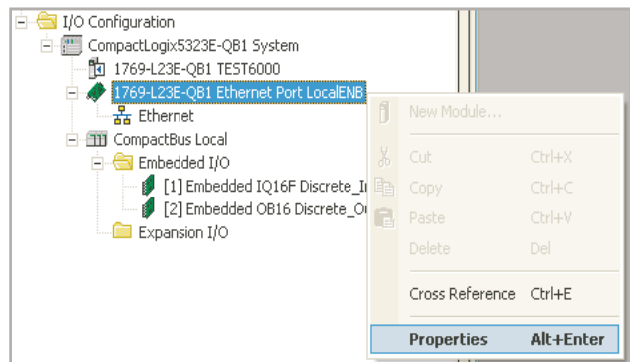 I/O Configuration
CompactLogix5323E-QB1 System
1769-L23E-QB1 TEST6000
1769-L23E-QB1 Ethernet Port LocalENB
Ethernet
CompactBus Local
Embedded I/O
[1] Embedded IQ16F Discrete_I
[2] Embedded OB16 Discrete_O
Expansion I/O
New Module...
Cut Ctrl+X
Copy Ctrl+C
Paste Ctrl+V
Delete Del
Cross Reference Ctrl+E
Properties Alt+Enter